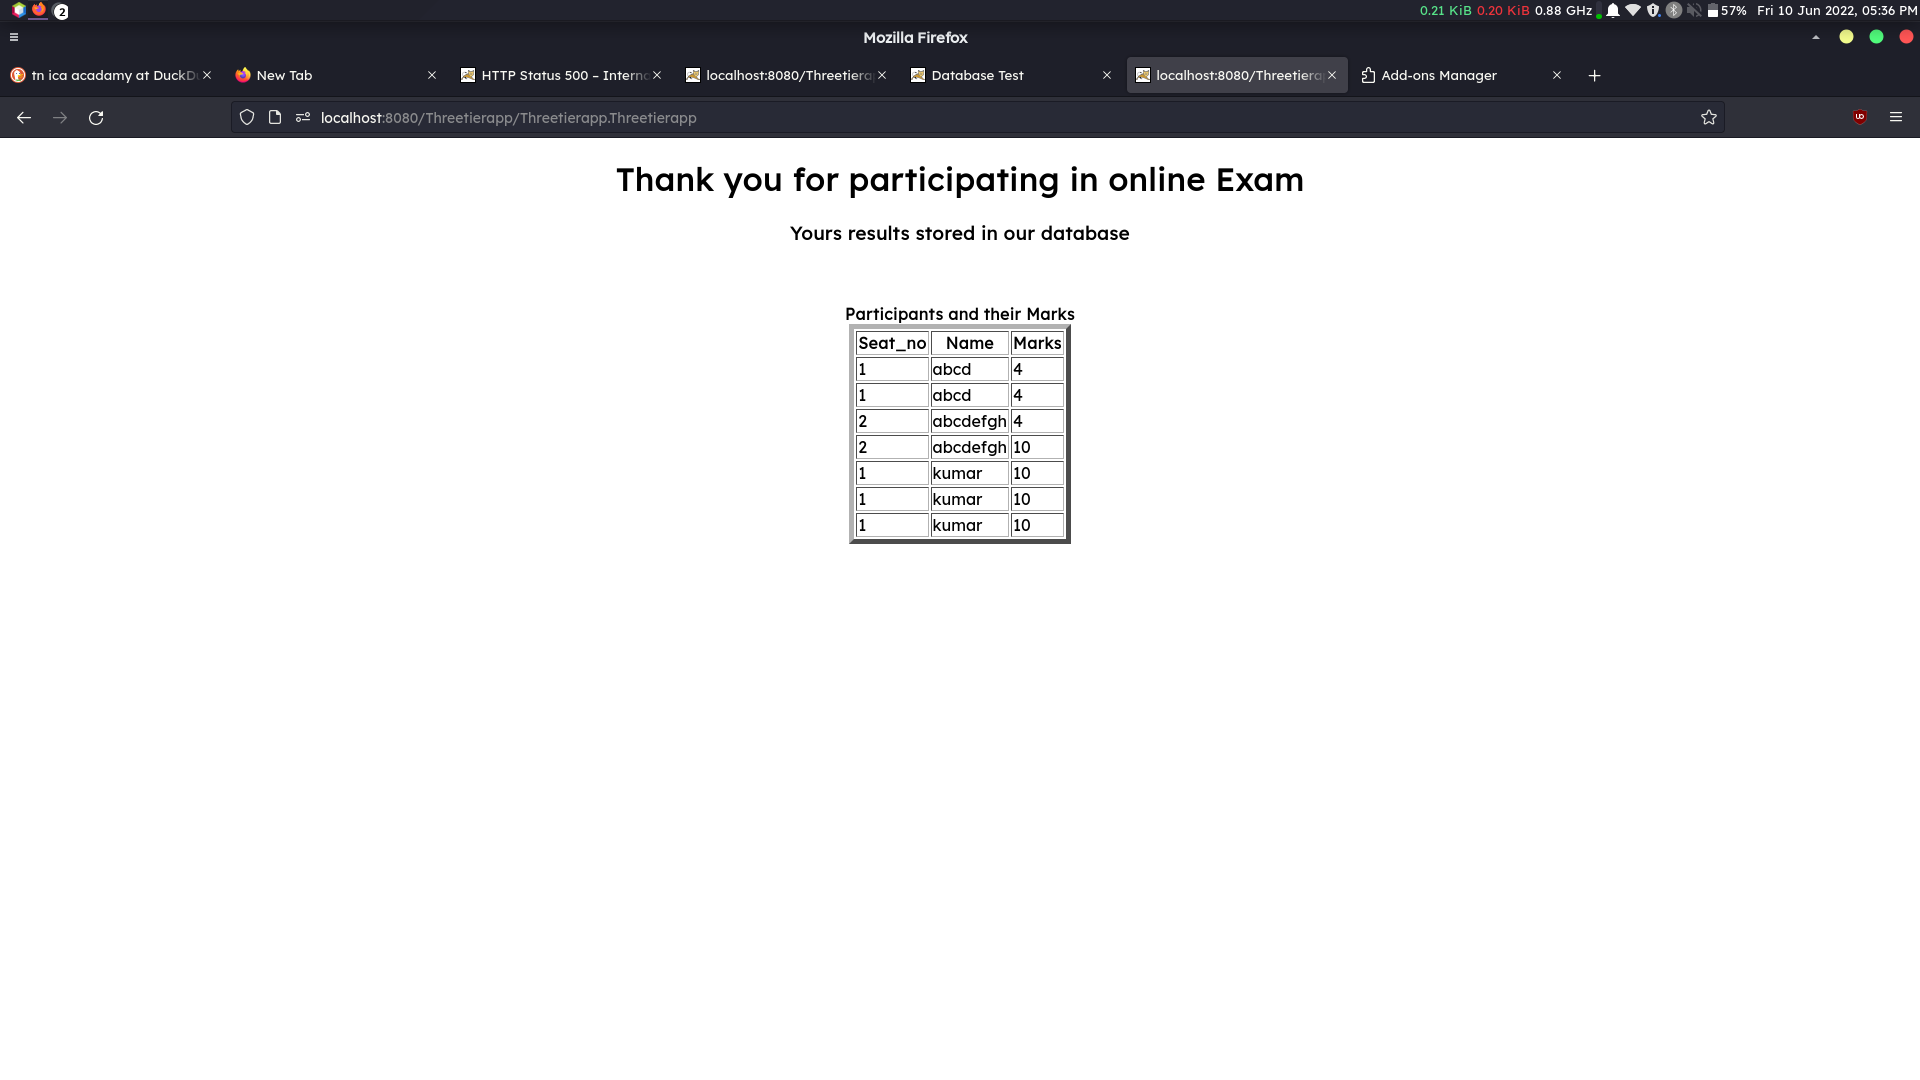 2
0.21 KiB 0.20 KiB 0.88 GHz 57% Fri 10 Jun 2022, 05:36 PM
Mozilla Firefox
tn ica acadamy at DuckD
New Tab
HTTP Status 500 – Intern
localhost:8080/Threetiera
Database Test
localhost:8080/Threetiera
Add-ons Manager
localhost:8080/Threetierapp/Threetierapp.Threetierapp
Thank you for participating in online Exam
Yours results stored in our database
Participants and their Marks
Seat_no Name Marks
1 abcd 4
1 abcd 4
2 abcdefgh 4
2 abcdefgh 10
1 kumar 10
1 kumar 10
1 kumar 10